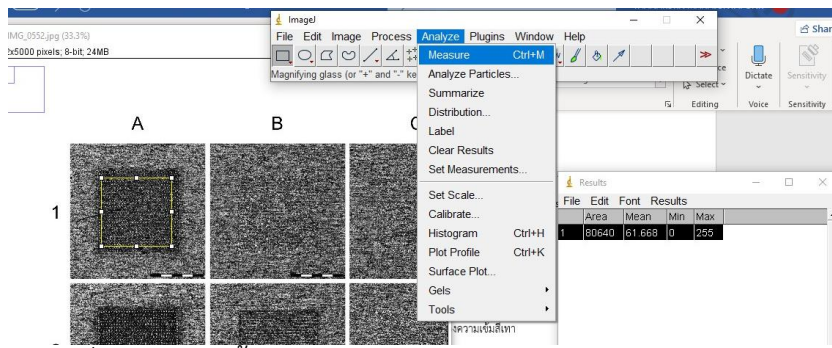 ImageJ
File Edit Image Process Analyze Plugins Window Help
Magnifying glass (or "+" and "-" ke
IMG_0552.jpg (33.3%)
x5000 pixels; 8-bit; 24MB
Measure Ctrl+M
Analyze Particles...
Summarize
Distribution...
Label
Clear Results
Set Measurements...
Set Scale...
Calibrate...
Histogram Ctrl+H
Plot Profile Ctrl+K
Surface Plot...
Gels
Tools
A B
1
Shar
Select
Editing
Dictate
Voice
Sensitivity
Sensitivity
Results
File Edit Font Results
Area Mean Min Max
1 80640 61.668 0 255
งความเข้มสีเทา